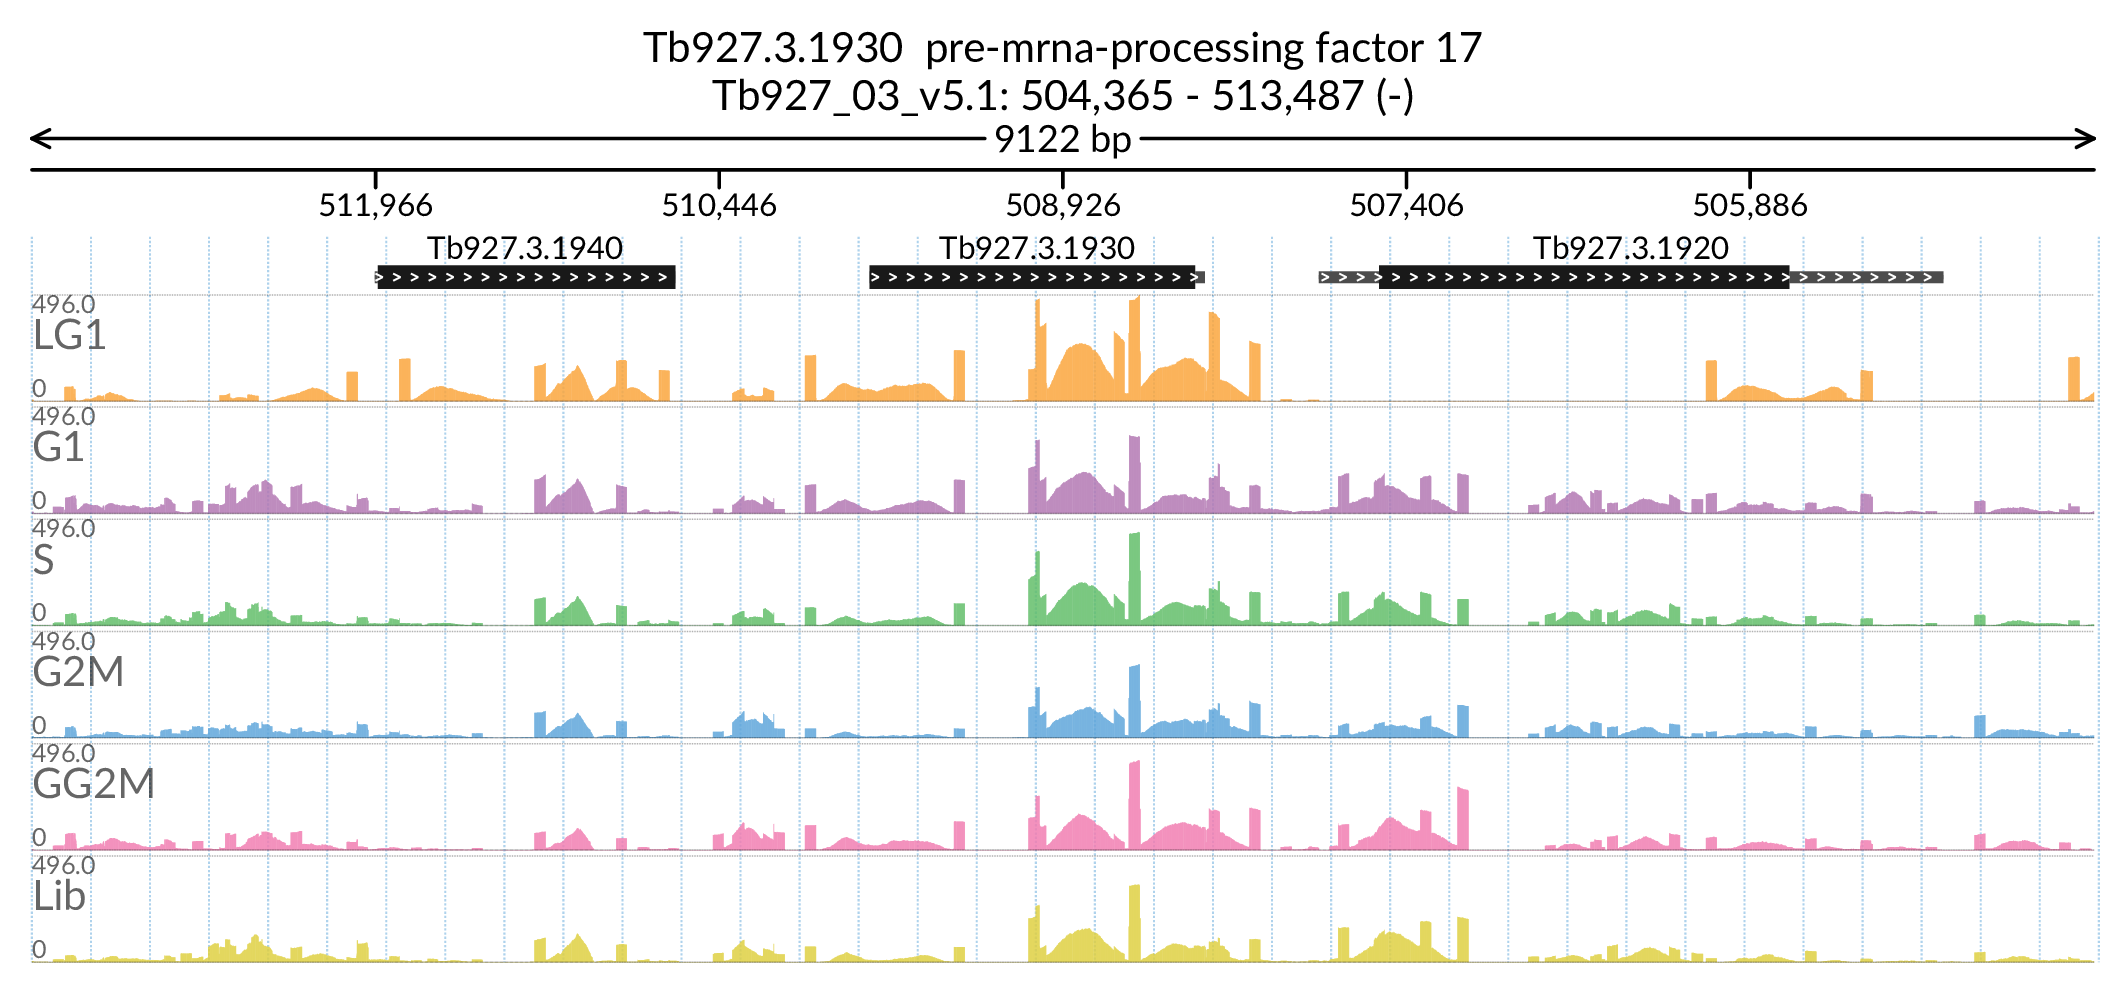 Tb927.3.1930 pre-mrna-processing factor 17
Tb927_03_v5.1: 504,365 - 513,487 (-)
9122 bp
511,966 510,446 508,926 507,406 505,886
Tb927.3.1940 Tb927.3.1930 Tb927.3.1920
496.0
LG1
0
496.0
G1
0
496.0
S
0
496.0
G2M
0
496.0
GG2M
0
496.0
Lib
0